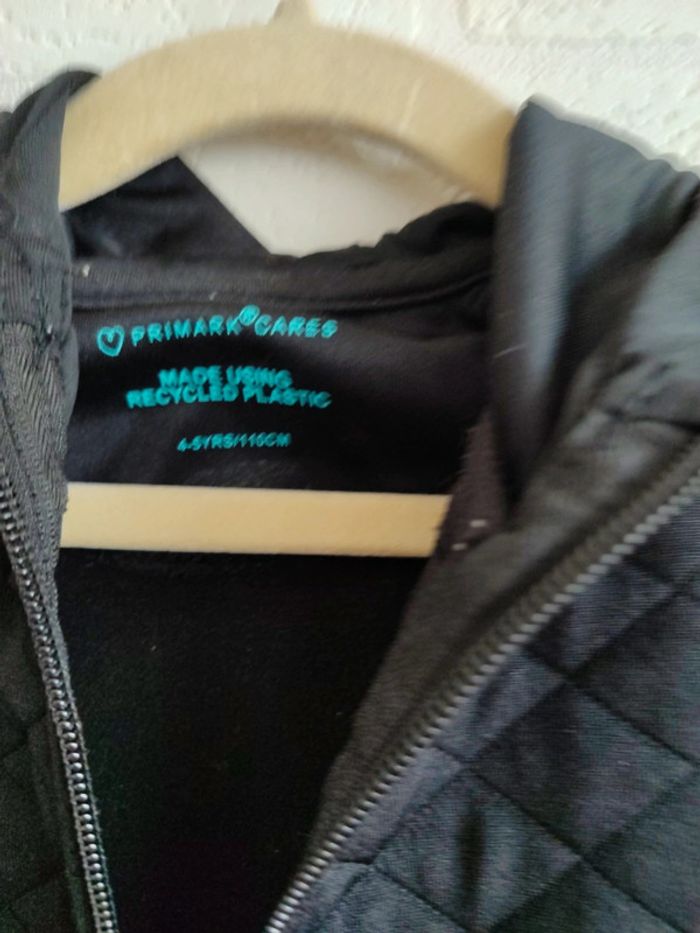 PRIMARK® CARES
MADE USING
RECYCLED PLASTIC
4-5YRS/110CM